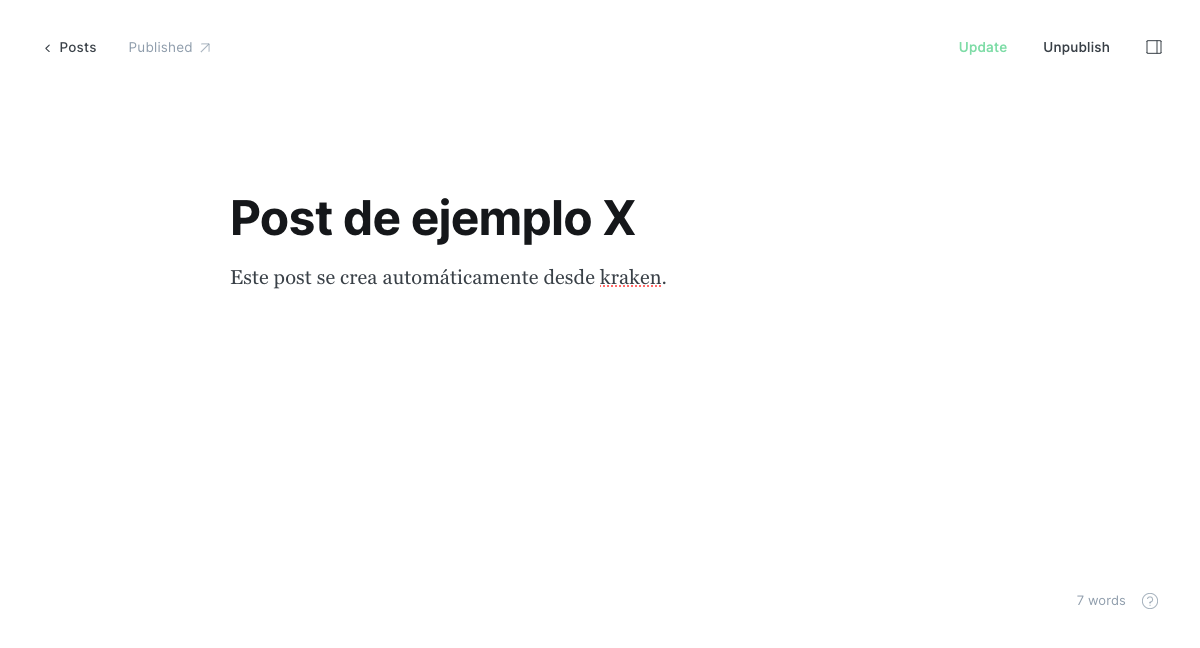 Posts
Published
Update
Unpublish
Post de ejemplo X
Este post se crea automáticamente desde kraken.
7 words
?